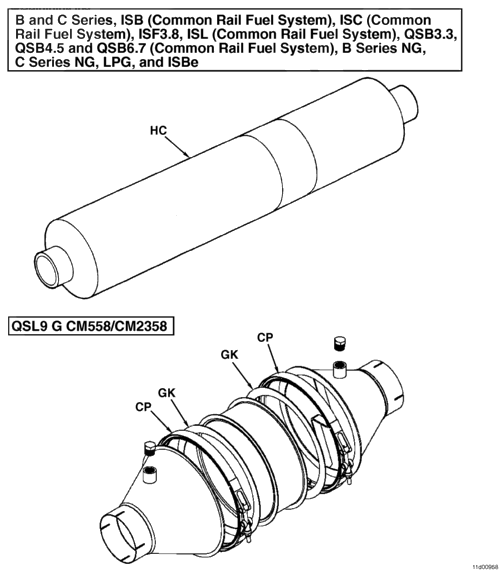 B and C Series, ISB (Common Rail Fuel System), ISC (Common
Rail Fuel System), ISF3.8, ISL (Common Rail Fuel System), QSB3.3,
QSB4.5 and QSB6.7 (Common Rail Fuel System), B Series NG,
C Series NG, LPG, and ISBe
HC
QSL9 G CM558/CM2358
CP
GK
GK
CP
11d00958